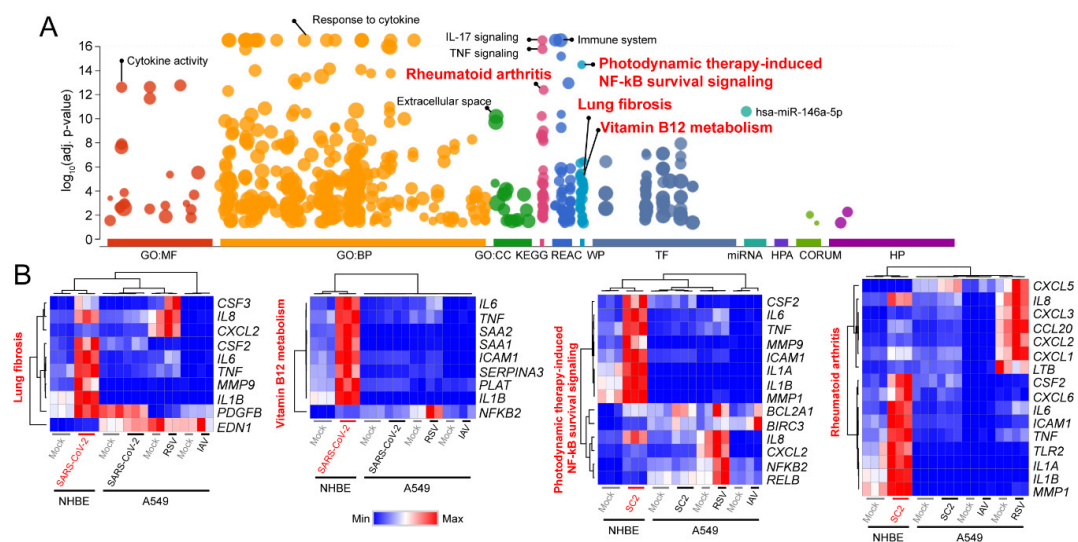 A
log10(adj. p-value)
16
14
12
10
8
6
4
2
0
Cytokine activity
Response to cytokine
IL-17 signaling
TNF signaling
Immune system
Rheumatoid arthritis
Extracellular space
Photodynamic therapy-induced
NF-kB survival signaling
Lung fibrosis
Vitamin B12 metabolism
hsa-miR-146a-5p
GO:MF
GO:BP
GO:CC
KEGG
REAC
WP
TF
miRNA
HPA
CORUM
HP
B
Lung fibrosis
CSF3
IL8
CXCL2
CSF2
IL6
TNF
MMP9
IL1B
PDGFB
EDN1
Mock
SARS-CoV-2
Mock
SARS-CoV-2
Mock
RSV
Mock
IAV
NHBE
A549
Vitamin B12 metabolism
IL6
TNF
SAA2
SAA1
ICAM1
SERPINA3
PLAT
IL1B
NFKB2
Mock
SARS-CoV-2
Mock
SARS-CoV-2
Mock
RSV
Mock
IAV
NHBE
A549
Min
Max
Photodynamic therapy-induced
NF-kB survival signaling
CSF2
IL6
TNF
MMP9
ICAM1
IL1A
IL1B
MMP1
BCL2A1
BIRC3
IL8
CXCL2
NFKB2
RELB
Mock
SC2
Mock
SC2
Mock
RSV
Mock
IAV
NHBE
A549
Rheumatoid arthritis
CXCL5
IL8
CXCL3
CCL20
CXCL2
CXCL1
LTB
CSF2
CXCL6
IL6
ICAM1
TNF
TLR2
IL1A
IL1B
MMP1
Mock
SC2
Mock
SC2
Mock
IAV
Mock
RSV
NHBE
A549